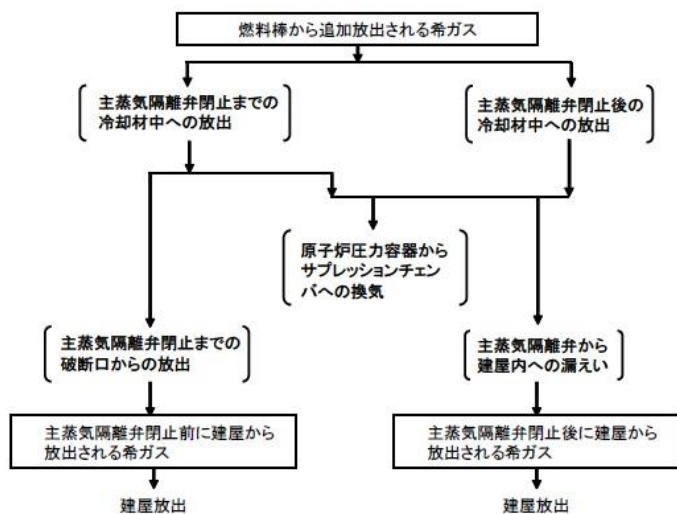 燃料棒から追加放出される希ガス
主蒸気隔離弁閉止までの
冷却材中への放出
主蒸気隔離弁閉止後の
冷却材中への放出
原子炉圧力容器から
サプレッションチェン
バへの換気
主蒸気隔離弁閉止までの
破断口からの放出
主蒸気隔離弁から
建屋内への漏えい
主蒸気隔離弁閉止前に建屋から
放出される希ガス
主蒸気隔離弁閉止後に建屋から
放出される希ガス
建屋放出
建屋放出